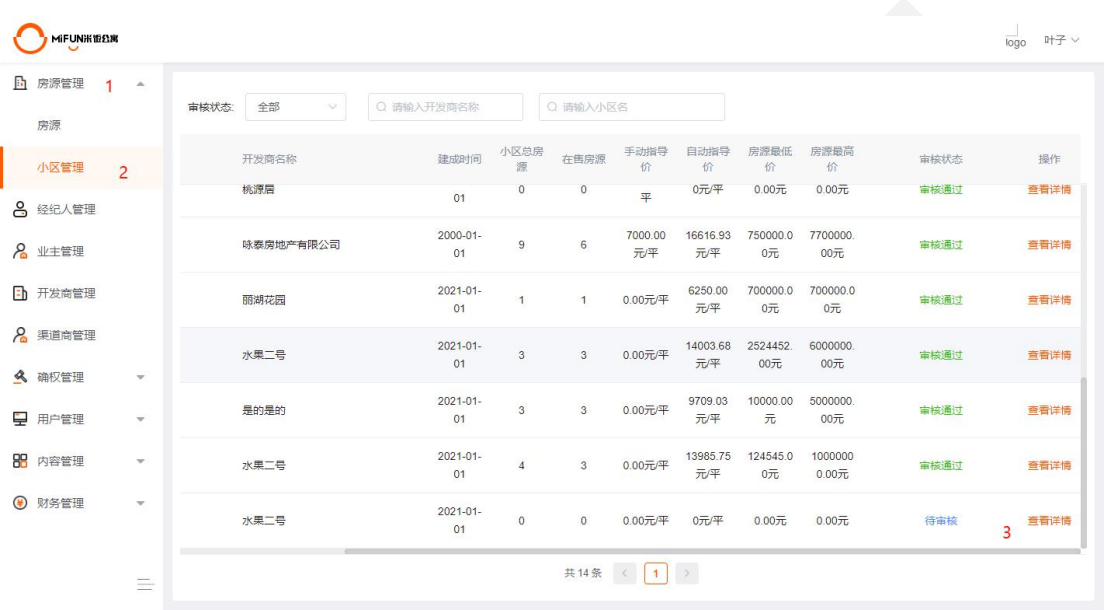 MiFUN米饭公寓
logo
叶子
房源管理 1
房源
小区管理 2
经纪人管理
业主管理
开发商管理
渠道商管理
确权管理
用户管理
内容管理
财务管理
审核状态: 全部 请输入开发商名称 请输入小区名
开发商名称 建成时间 小区总房源 在售房源 手动指导价 自动指导价 房源最低价 房源最高价 审核状态 操作
桃源居 01 0 0 平 0元/平 0.00元 0.00元 审核通过 查看详情
咏泰房地产有限公司 2000-01-01 9 6 7000.00元/平 16616.93元/平 750000.00元 7700000.00元 审核通过 查看详情
丽湖花园 2021-01-01 1 1 0.00元/平 6250.00元/平 700000.00元 700000.00元 审核通过 查看详情
水果二号 2021-01-01 3 3 0.00元/平 14003.68元/平 2524452.00元 6000000.00元 审核通过 查看详情
是的是的 2021-01-01 3 3 0.00元/平 9709.03元/平 10000.00元 5000000.00元 审核通过 查看详情
水果二号 2021-01-01 4 3 0.00元/平 13985.75元/平 124545.00元 10000000.00元 审核通过 查看详情
水果二号 2021-01-01 0 0 0.00元/平 0元/平 0.00元 0.00元 待审核 3 查看详情
共 14 条 1